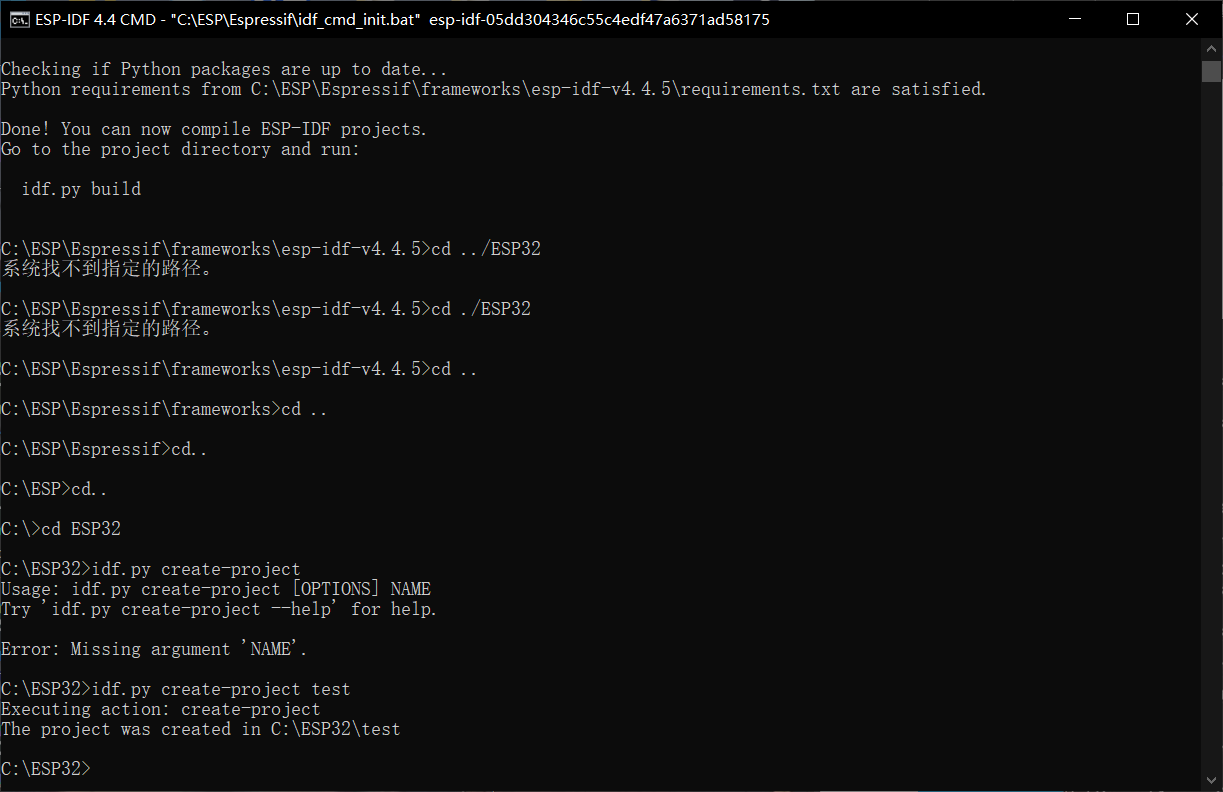 ESP-IDF 4.4 CMD - "C:\ESP\Espressif\idf_cmd_init.bat"  esp-idf-05dd304346c55c4edf47a6371ad58175
Checking if Python packages are up to date...
Python requirements from C:\ESP\Espressif\frameworks\esp-idf-v4.4.5\requirements.txt are satisfied.
Done! You can now compile ESP-IDF projects.
Go to the project directory and run:
idf.py build
C:\ESP\Espressif\frameworks\esp-idf-v4.4.5>cd ../ESP32
系统找不到指定的路径。
C:\ESP\Espressif\frameworks\esp-idf-v4.4.5>cd ./ESP32
系统找不到指定的路径。
C:\ESP\Espressif\frameworks\esp-idf-v4.4.5>cd ..
C:\ESP\Espressif\frameworks>cd ..
C:\ESP\Espressif>cd..
C:\ESP>cd..
C:\>cd ESP32
C:\ESP32>idf.py create-project
Usage: idf.py create-project [OPTIONS] NAME
Try 'idf.py create-project --help' for help.
Error: Missing argument 'NAME'.
C:\ESP32>idf.py create-project test
Executing action: create-project
The project was created in C:\ESP32\test
C:\ESP32>